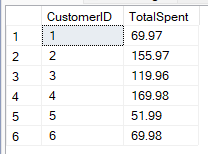 CustomerID TotalSpent
1 1 69.97
2 2 155.97
3 3 119.96
4 4 169.98
5 5 51.99
6 6 69.98